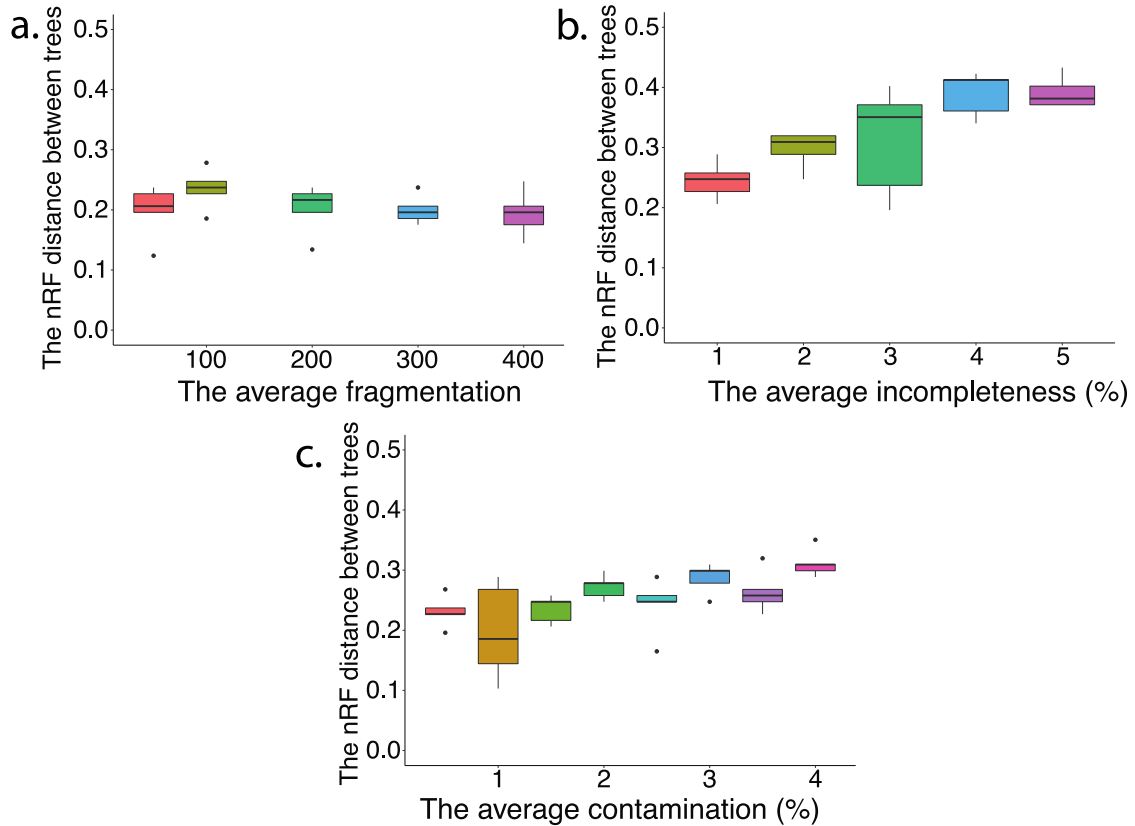 a.
The nRF distance between trees
0.5
0.4
0.3
0.2
0.1
0.0
100 200 300 400
The average fragmentation
b.
The nRF distance between trees
0.5
0.4
0.3
0.2
0.1
0.0
1 2 3 4 5
The average incompleteness (%)
c.
The nRF distance between trees
0.5
0.4
0.3
0.2
0.1
0.0
1 2 3 4
The average contamination (%)